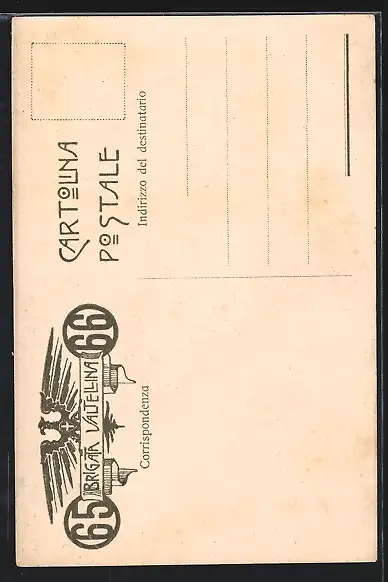 65 BRIGATA VALTELLINA 66
Corrispondenza
CARTOLINA
POSTALE
Indirizzo del destinatario